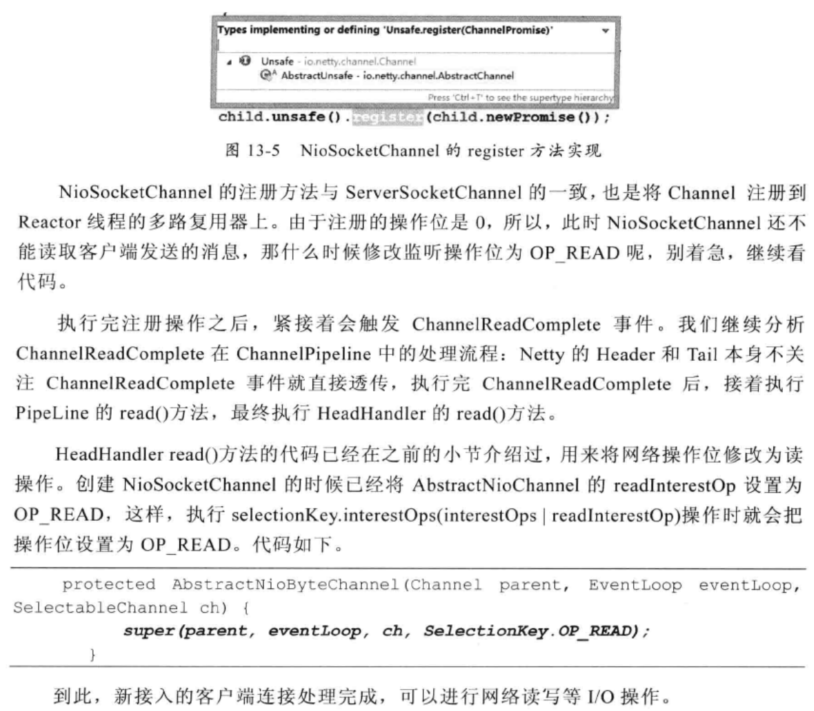 Types implementing or defining 'Unsafe.register(ChannelPromise)'
Unsafe - io.netty.channel.Channel
AbstractUnsafe - io.netty.channel.AbstractChannel
Press 'Ctrl+T' to see the supertype hierarchy
child.unsafe().register(child.newPromise());
图 13-5 NioSocketChannel 的 register 方法实现
NioSocketChannel 的注册方法与 ServerSocketChannel 的一致，也是将 Channel 注册到
Reactor 线程的多路复用器上。由于注册的操作位是 0，所以，此时 NioSocketChannel 还不
能读取客户端发送的消息，那什么时候修改监听操作位为 OP_READ 呢，别着急，继续看
代码。
执行完注册操作之后，紧接着会触发 ChannelReadComplete 事件。我们继续分析
ChannelReadComplete 在 ChannelPipeline 中的处理流程：Netty 的 Header 和 Tail 本身不关
注 ChannelReadComplete 事件就直接透传，执行完 ChannelReadComplete 后，接着执行
PipeLine 的 read()方法，最终执行 HeadHandler 的 read()方法。
HeadHandler read()方法的代码已经在之前的小节介绍过，用来将网络操作位修改为读
操作。创建 NioSocketChannel 的时候已经将 AbstractNioChannel 的 readInterestOp 设置为
OP_READ，这样，执行 selectionKey.interestOps(interestOps | readInterestOp)操作时就会把
操作位设置为 OP_READ。代码如下。
protected AbstractNioByteChannel(Channel parent, EventLoop eventLoop,
SelectableChannel ch) {
super(parent, eventLoop, ch, SelectionKey.OP_READ);
}
到此，新接入的客户端连接处理完成，可以进行网络读写等 I/O 操作。